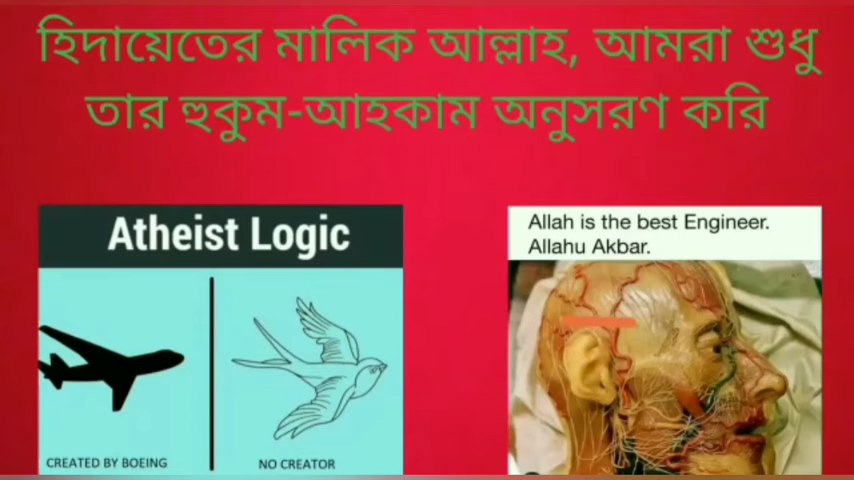 হিদায়েতের মালিক আল্লাহ, আমরা শুধু
তার হুকুম-আহকাম অনুসরণ করি
Atheist Logic
CREATED BY BOEING
NO CREATOR
Allah is the best Engineer.
Allahu Akbar.